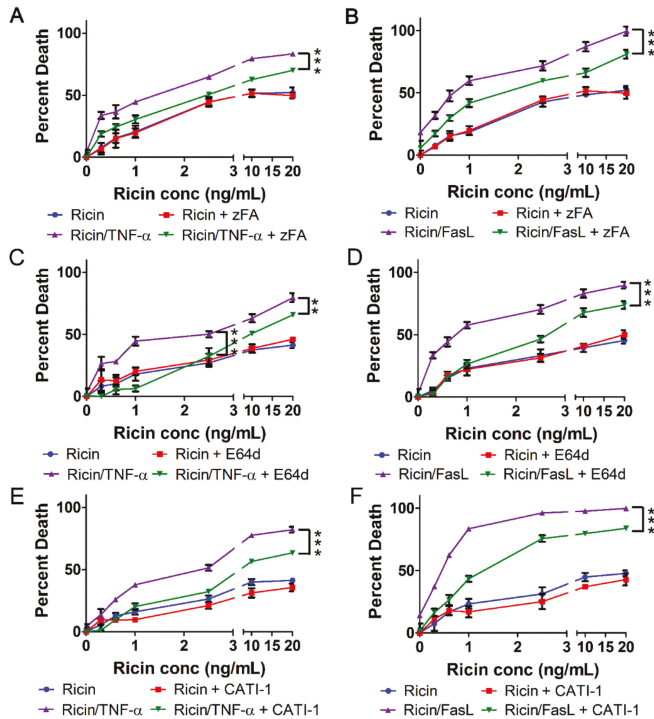 A
100
50
0
Percent Death
0 1 2 3 10 15 20
Ricin conc (ng/mL)
***
Ricin
Ricin + zFA
Ricin/TNF-α
Ricin/TNF-α + zFA
B
100
50
0
Percent Death
0 1 2 3 10 15 20
Ricin conc (ng/mL)
***
Ricin
Ricin + zFA
Ricin/FasL
Ricin/FasL + zFA
C
100
50
0
Percent Death
0 1 2 3 10 15 20
Ricin conc (ng/mL)
***
**
Ricin
Ricin + E64d
Ricin/TNF-α
Ricin/TNF-α + E64d
D
100
50
0
Percent Death
0 1 2 3 10 15 20
Ricin conc (ng/mL)
***
Ricin
Ricin + E64d
Ricin/FasL
Ricin/FasL + E64d
E
100
50
0
Percent Death
0 1 2 3 10 15 20
Ricin conc (ng/mL)
***
Ricin
Ricin + CATI-1
Ricin/TNF-α
Ricin/TNF-α + CATI-1
F
100
50
0
Percent Death
0 1 2 3 10 15 20
Ricin conc (ng/mL)
***
Ricin
Ricin + CATI-1
Ricin/FasL
Ricin/FasL + CATI-1